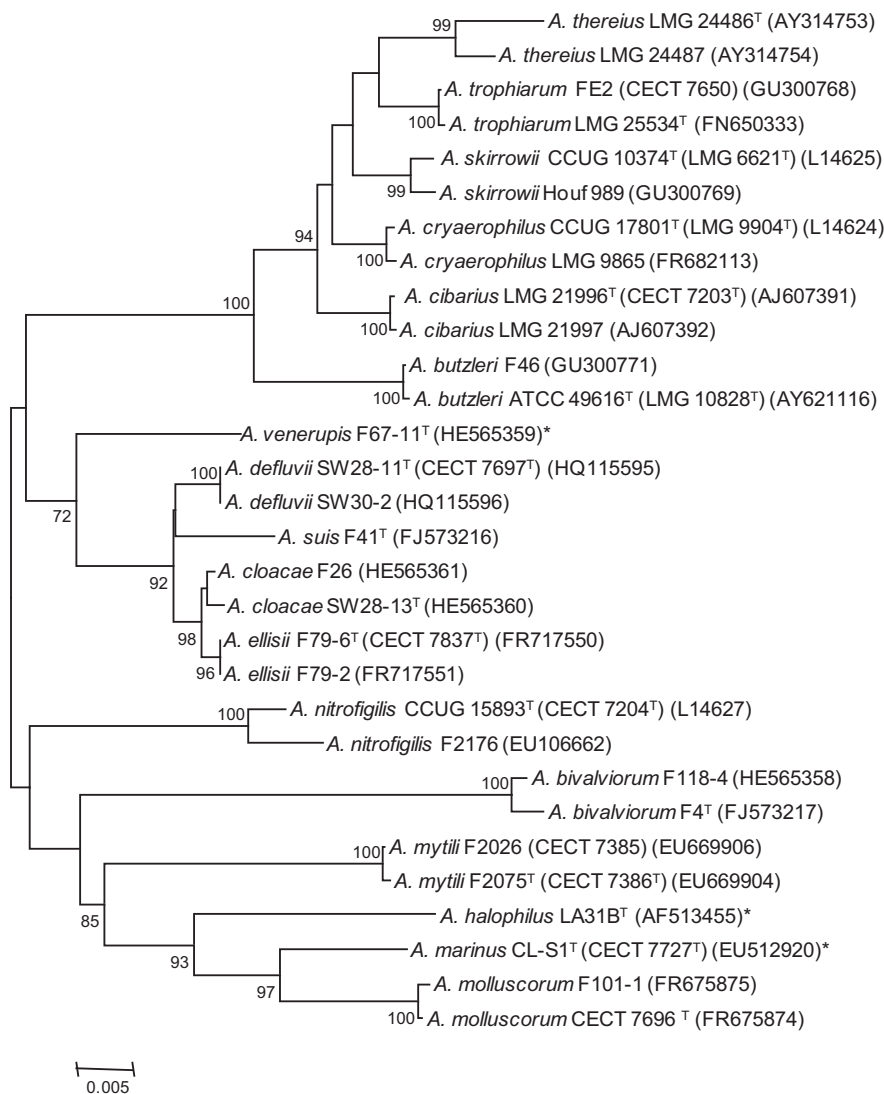 99
A. thereius LMG 24486ᵀ (AY314753)
A. thereius LMG 24487 (AY314754)
A. trophiarum FE2 (CECT 7650) (GU300768)
100
A. trophiarum LMG 25534ᵀ (FN650333)
A. skirrowii CCUG 10374ᵀ (LMG 6621ᵀ) (L14625)
99
A. skirrowii Houf 989 (GU300769)
A. cryaerophilus CCUG 17801ᵀ (LMG 9904ᵀ) (L14624)
94
100
A. cryaerophilus LMG 9865 (FR682113)
A. cibarius LMG 21996ᵀ (CECT 7203ᵀ) (AJ607391)
100
100
A. cibarius LMG 21997 (AJ607392)
A. butzleri F46 (GU300771)
100
A. butzleri ATCC 49616ᵀ (LMG 10828ᵀ) (AY621116)
A. venerupis F67-11ᵀ (HE565359)*
100
A. defluvii SW28-11ᵀ (CECT 7697ᵀ) (HQ115595)
A. defluvii SW30-2 (HQ115596)
72
A. suis F41ᵀ (FJ573216)
92
A. cloacae F26 (HE565361)
A. cloacae SW28-13ᵀ (HE565360)
98
A. ellisii F79-6ᵀ (CECT 7837ᵀ) (FR717550)
96
A. ellisii F79-2 (FR717551)
100
A. nitrofigilis CCUG 15893ᵀ (CECT 7204ᵀ) (L14627)
A. nitrofigilis F2176 (EU106662)
100
A. bivalviorum F118-4 (HE565358)
A. bivalviorum F4ᵀ (FJ573217)
100
A. mytili F2026 (CECT 7385) (EU669906)
A. mytili F2075ᵀ (CECT 7386ᵀ) (EU669904)
85
A. halophilus LA31Bᵀ (AF513455)*
93
A. marinus CL-S1ᵀ (CECT 7727ᵀ) (EU512920)*
97
A. molluscorum F101-1 (FR675875)
100
A. molluscorum CECT 7696 ᵀ (FR675874)
0.005